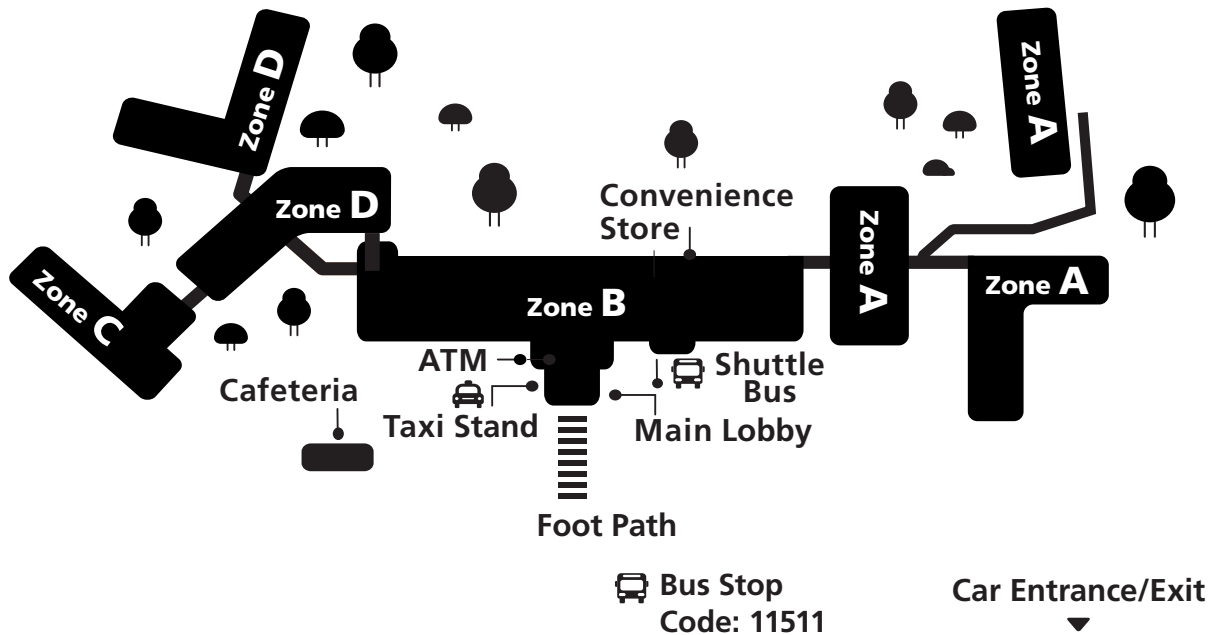 Zone D
Zone A
Zone D
Convenience
Store
Zone A
Zone A
Zone C
Zone B
ATM
Shuttle
Bus
Cafeteria
Taxi Stand
Main Lobby
Foot Path
Bus Stop
Code: 11511
Car Entrance/Exit